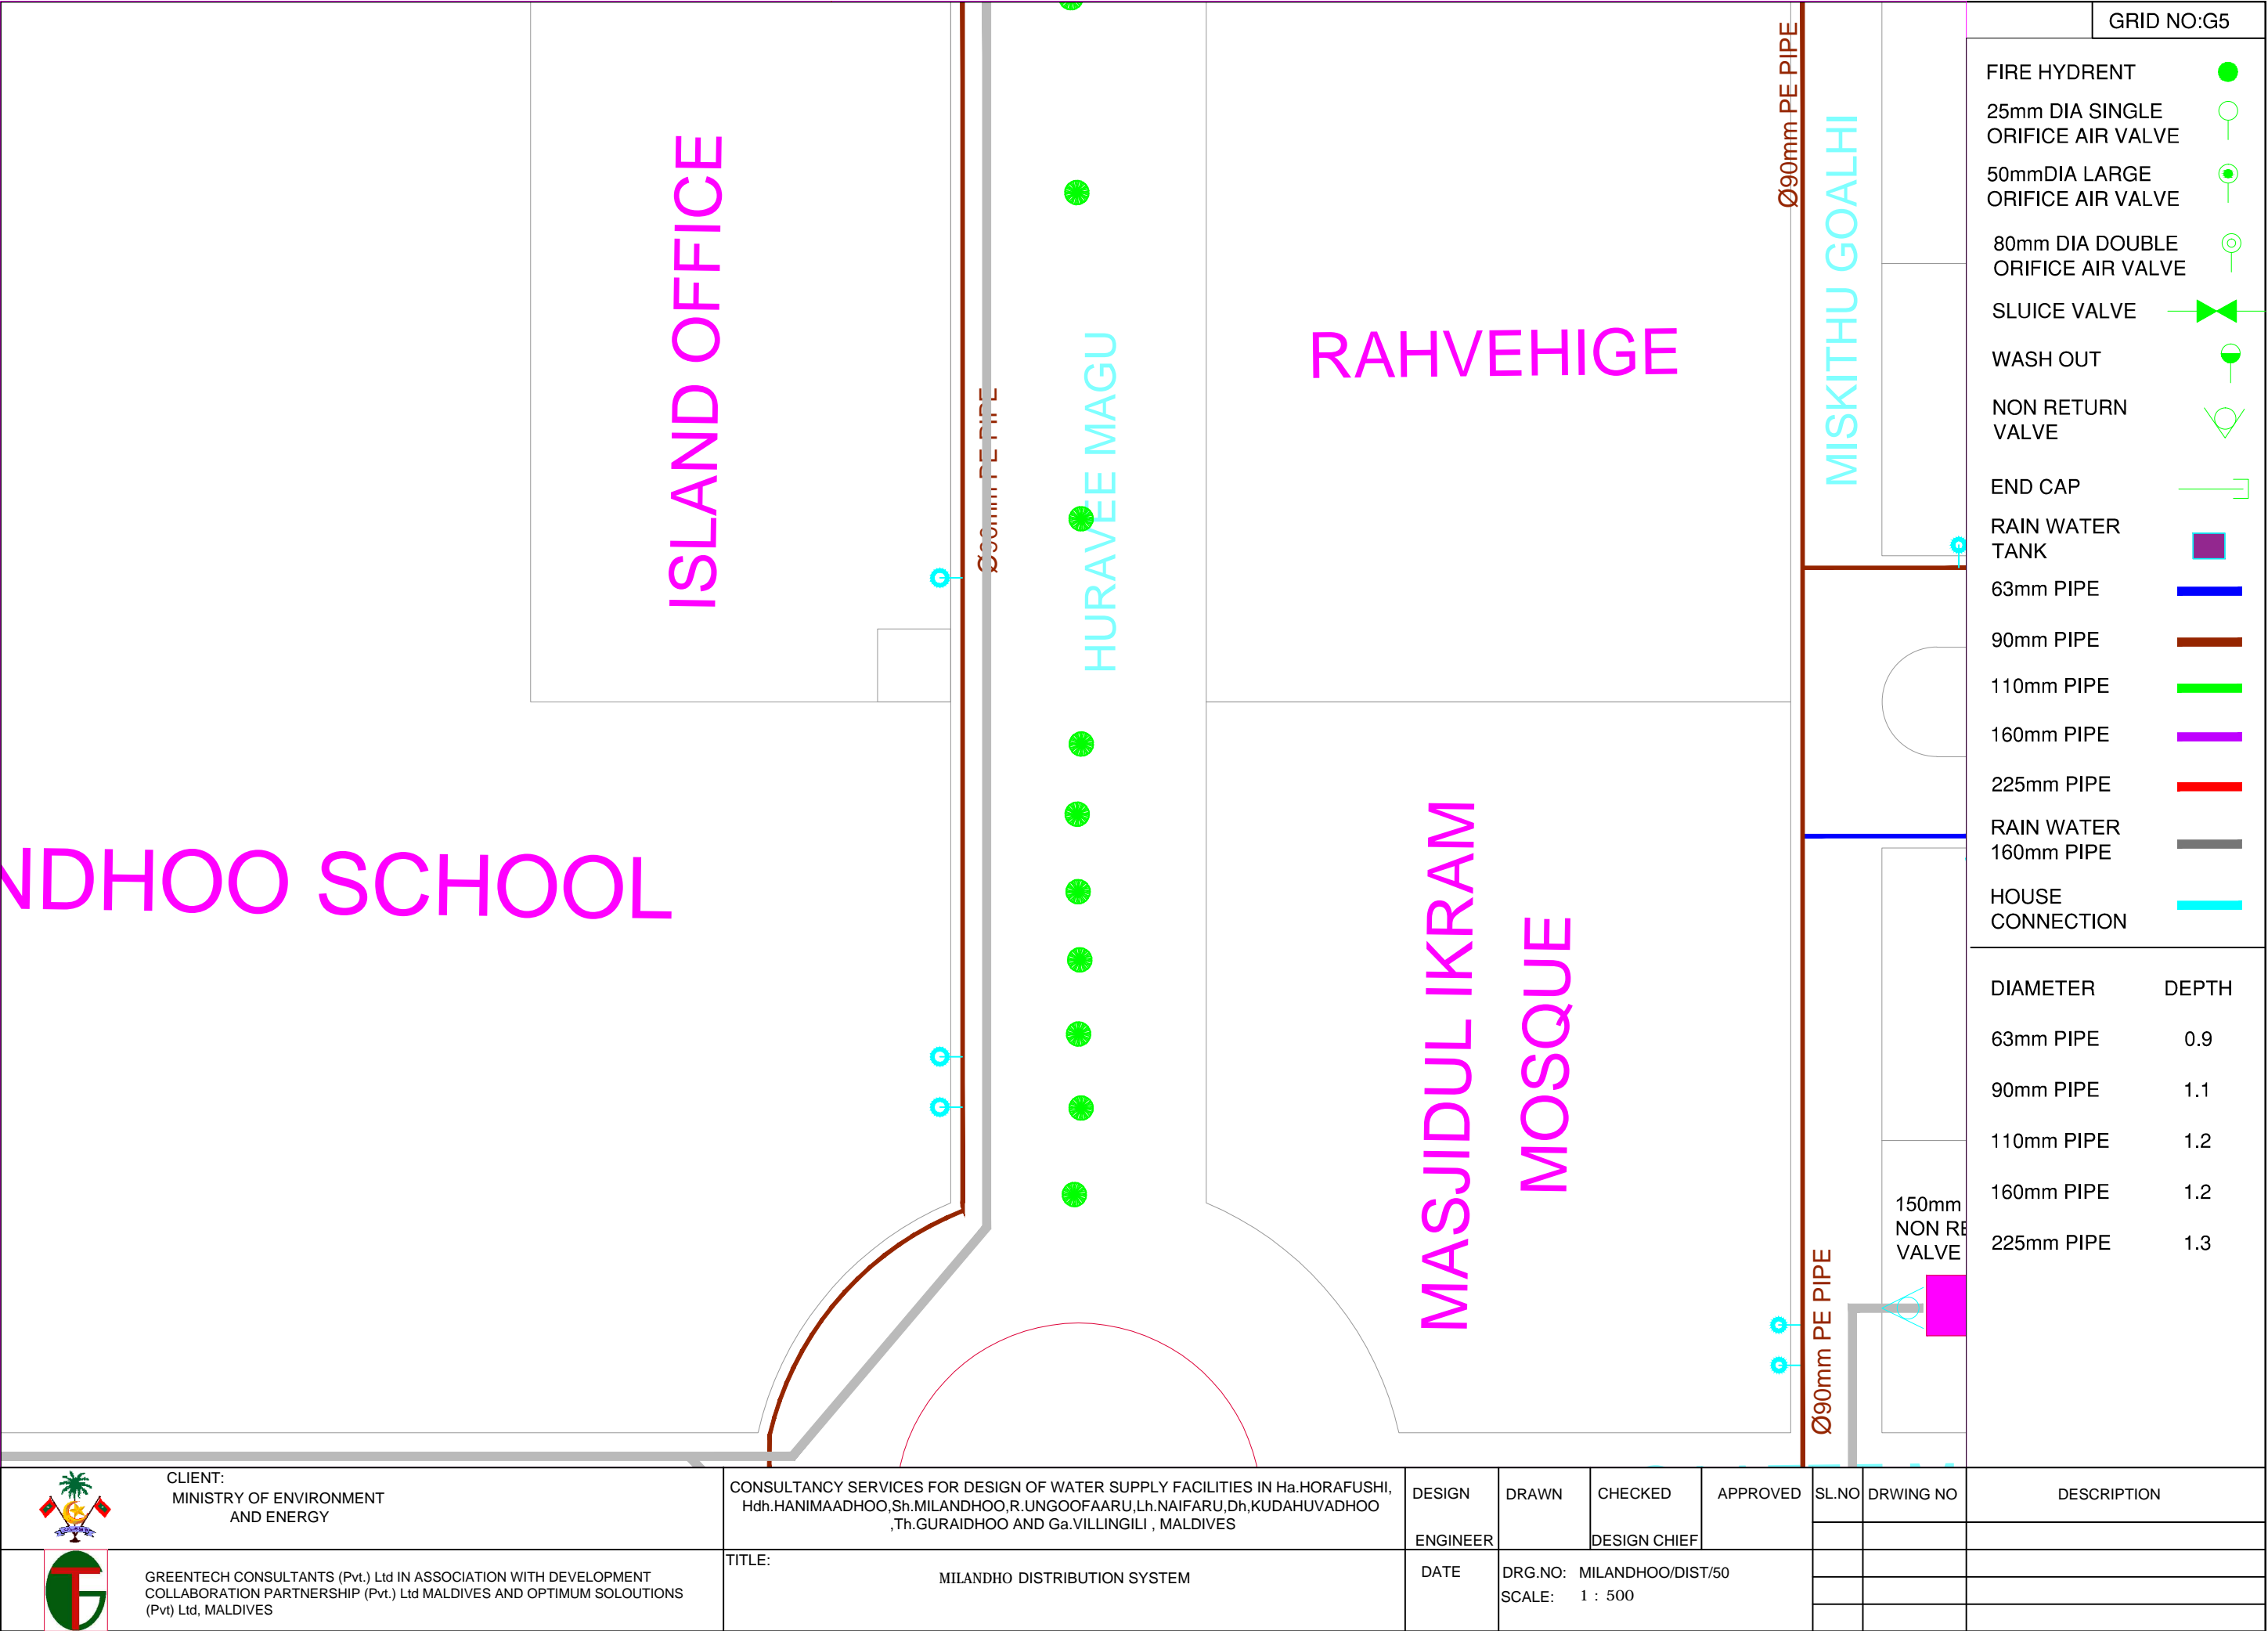 GRID NO:G5
FIRE HYDRENT
25mm DIA SINGLE
ORIFICE AIR VALVE
50mmDIA LARGE
ORIFICE AIR VALVE
80mm DIA DOUBLE
ORIFICE AIR VALVE
SLUICE VALVE
WASH OUT
NON RETURN
VALVE
END CAP
RAIN WATER
TANK
63mm PIPE
90mm PIPE
110mm PIPE
160mm PIPE
225mm PIPE
RAIN WATER
160mm PIPE
HOUSE
CONNECTION
DIAMETER DEPTH
63mm PIPE 0.9
90mm PIPE 1.1
110mm PIPE 1.2
160mm PIPE 1.2
225mm PIPE 1.3
ISLAND OFFICE
Ø90mm PE PIPE
HURAVEE MAGU
RAHVEHIGE
Ø90mm PE PIPE
MISKITHU GOALHI
NDHOO SCHOOL
MASJIDUL IKRAM
MOSQUE
Ø90mm PE PIPE
150mm
NON RE
VALVE
CLIENT:
MINISTRY OF ENVIRONMENT
AND ENERGY
GREENTECH CONSULTANTS (Pvt.) Ltd IN ASSOCIATION WITH DEVELOPMENT
COLLABORATION PARTNERSHIP (Pvt.) Ltd MALDIVES AND OPTIMUM SOLOUTIONS
(Pvt) Ltd, MALDIVES
CONSULTANCY SERVICES FOR DESIGN OF WATER SUPPLY FACILITIES IN Ha.HORAFUSHI,
Hdh.HANIMAADHOO,Sh.MILANDHOO,R.UNGOOFAARU,Lh.NAIFARU,Dh,KUDAHUVADHOO
,Th.GURAIDHOO AND Ga.VILLINGILI , MALDIVES
TITLE:
MILANDHO DISTRIBUTION SYSTEM
DESIGN DRAWN CHECKED APPROVED SL.NO DRWING NO DESCRIPTION
ENGINEER DESIGN CHIEF
DATE DRG.NO: MILANDHOO/DIST/50
SCALE: 1 : 500